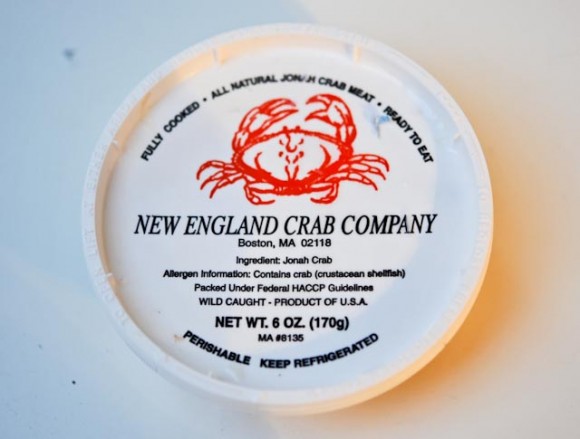 FULLY COOKED • ALL NATURAL JONAH CRAB MEAT • READY TO EAT
NEW ENGLAND CRAB COMPANY
Boston, MA 02118
Ingredient: Jonah Crab
Allergen Information: Contains crab (crustacean shellfish)
Packed Under Federal HACCP Guidelines
WILD CAUGHT - PRODUCT OF U.S.A.
NET WT. 6 OZ. (170g)
MA #8135
PERISHABLE KEEP REFRIGERATED